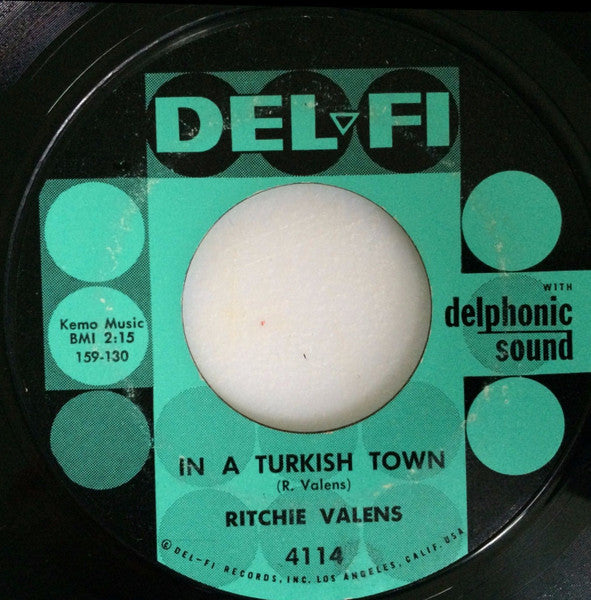 DEL-FI
Kemo Music
BMI 2:15
159-130
WITH
delphonic
sound
IN A TURKISH TOWN
(R. Valens)
RITCHIE VALENS
4114
© DEL-FI RECORDS, INC. LOS ANGELES, CALIF. USA